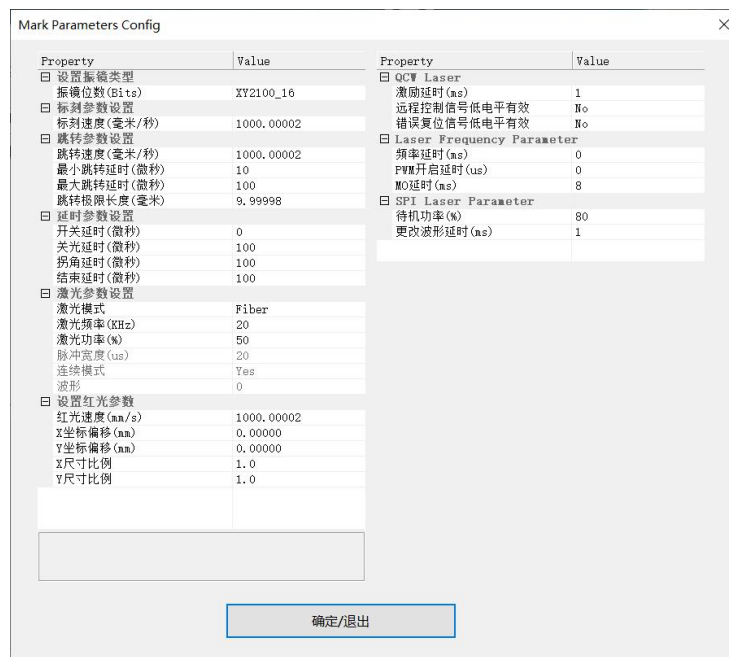 Mark Parameters Config
Property Value
设置振镜类型
振镜位数(Bits) XY2100_16
标刻参数设置
标刻速度(毫米/秒) 1000.00002
跳转参数设置
跳转速度(毫米/秒) 1000.00002
最小跳转延时(微秒) 10
最大跳转延时(微秒) 100
跳转极限长度(毫米) 9.99998
延时参数设置
开关延时(微秒) 0
关光延时(微秒) 100
拐角延时(微秒) 100
结束延时(微秒) 100
激光参数设置
激光模式 Fiber
激光频率(KHz) 20
激光功率(%) 50
脉冲宽度(us) 20
连续模式 Yes
波形 0
设置红光参数
红光速度(mm/s) 1000.00002
X坐标偏移(mm) 0.00000
Y坐标偏移(mm) 0.00000
X尺寸比例 1.0
Y尺寸比例 1.0
Property Value
QCW Laser
激励延时(ms) 1
远程控制信号低电平有效 No
错误复位信号低电平有效 No
Laser Frequency Parameter
频率延时(ms) 0
PWM开启延时(us) 0
MO延时(ms) 8
SPI Laser Parameter
待机功率(%) 80
更改波形延时(ms) 1
确定/退出